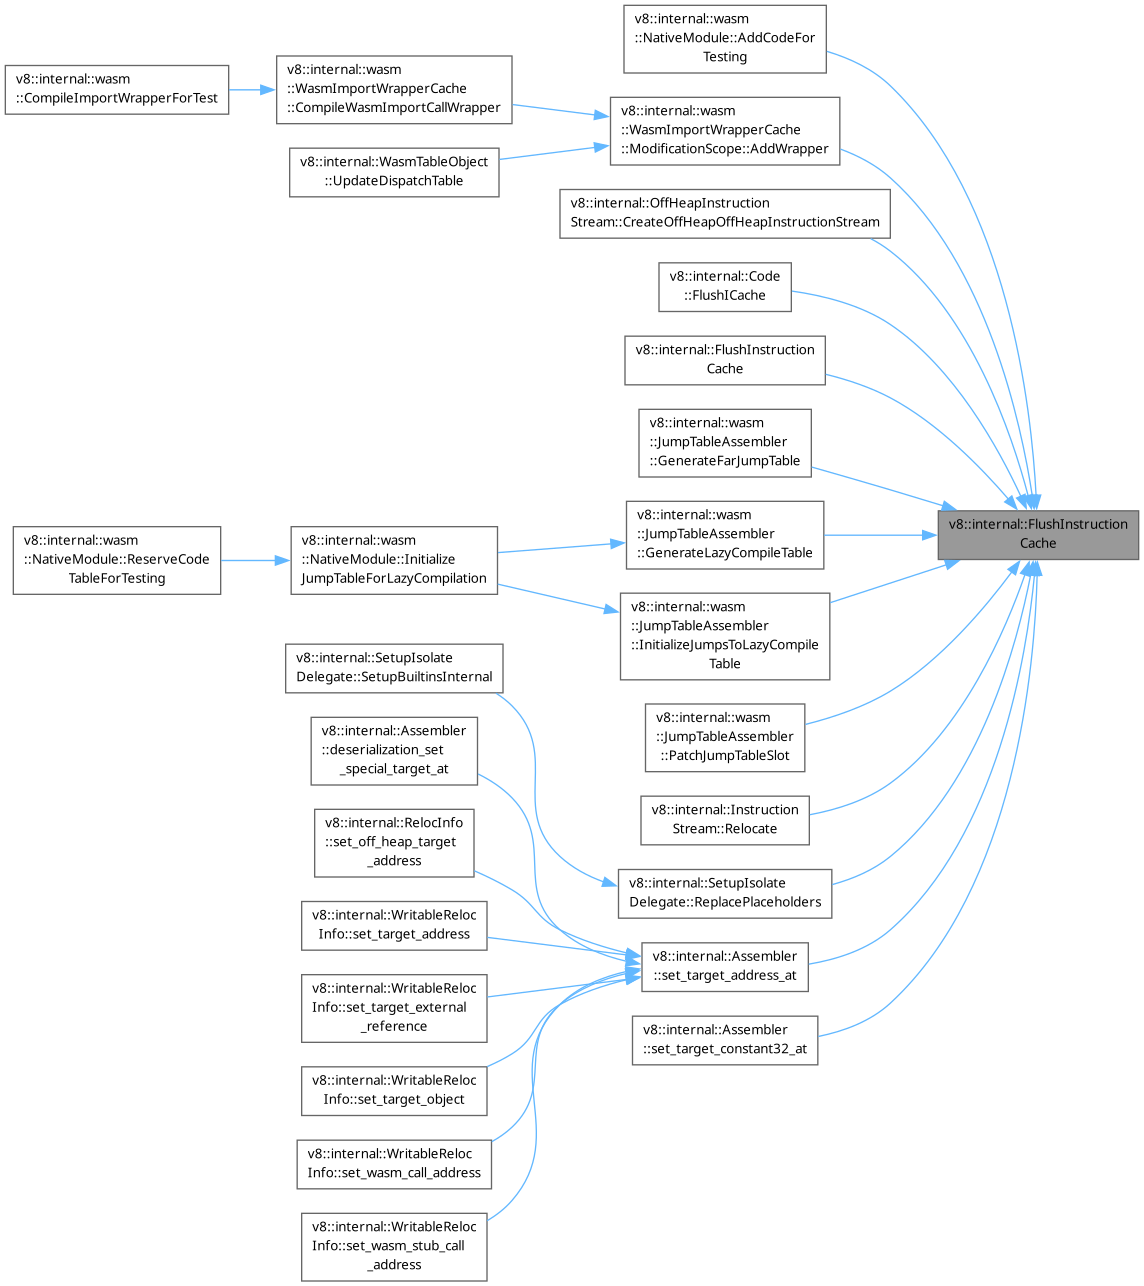 v8::internal::wasm
::NativeModule::AddCodeFor
Testing
v8::internal::wasm
::CompileImportWrapperForTest
v8::internal::wasm
::WasmImportWrapperCache
::CompileWasmImportCallWrapper
v8::internal::wasm
::WasmImportWrapperCache
::ModificationScope::AddWrapper
v8::internal::WasmTableObject
::UpdateDispatchTable
v8::internal::OffHeapInstruction
Stream::CreateOffHeapOffHeapInstructionStream
v8::internal::Code
::FlushICache
v8::internal::FlushInstruction
Cache
v8::internal::wasm
::JumpTableAssembler
::GenerateFarJumpTable
v8::internal::wasm
::JumpTableAssembler
::GenerateLazyCompileTable
v8::internal::FlushInstruction
Cache
v8::internal::wasm
::NativeModule::ReserveCode
TableForTesting
v8::internal::wasm
::NativeModule::Initialize
JumpTableForLazyCompilation
v8::internal::wasm
::JumpTableAssembler
::InitializeJumpsToLazyCompile
Table
v8::internal::SetupIsolate
Delegate::SetupBuiltinsInternal
v8::internal::wasm
::JumpTableAssembler
::PatchJumpTableSlot
v8::internal::Assembler
::deserialization_set
_special_target_at
v8::internal::Instruction
Stream::Relocate
v8::internal::RelocInfo
::set_off_heap_target
_address
v8::internal::SetupIsolate
Delegate::ReplacePlaceholders
v8::internal::WritableReloc
Info::set_target_address
v8::internal::Assembler
::set_target_address_at
v8::internal::WritableReloc
Info::set_target_external
_reference
v8::internal::Assembler
::set_target_constant32_at
v8::internal::WritableReloc
Info::set_target_object
v8::internal::WritableReloc
Info::set_wasm_call_address
v8::internal::WritableReloc
Info::set_wasm_stub_call
_address